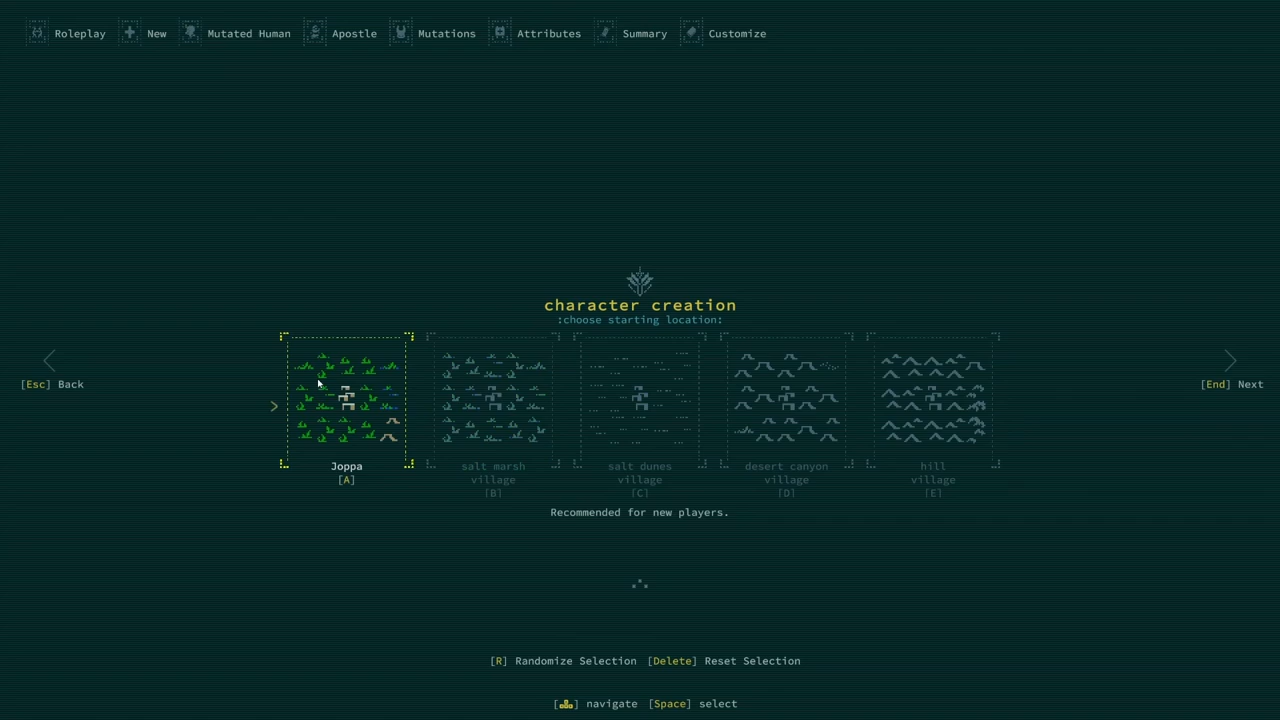 Roleplay New Mutated Human Apostle Mutations Attributes Summary Customize
character creation
:choose starting location:
[Esc] Back
[End] Next
Joppa
[A]
salt marsh
village
[B]
salt dunes
village
[C]
desert canyon
village
[D]
hill
village
[E]
Recommended for new players.
[R] Randomize Selection [Delete] Reset Selection
[] navigate [Space] select